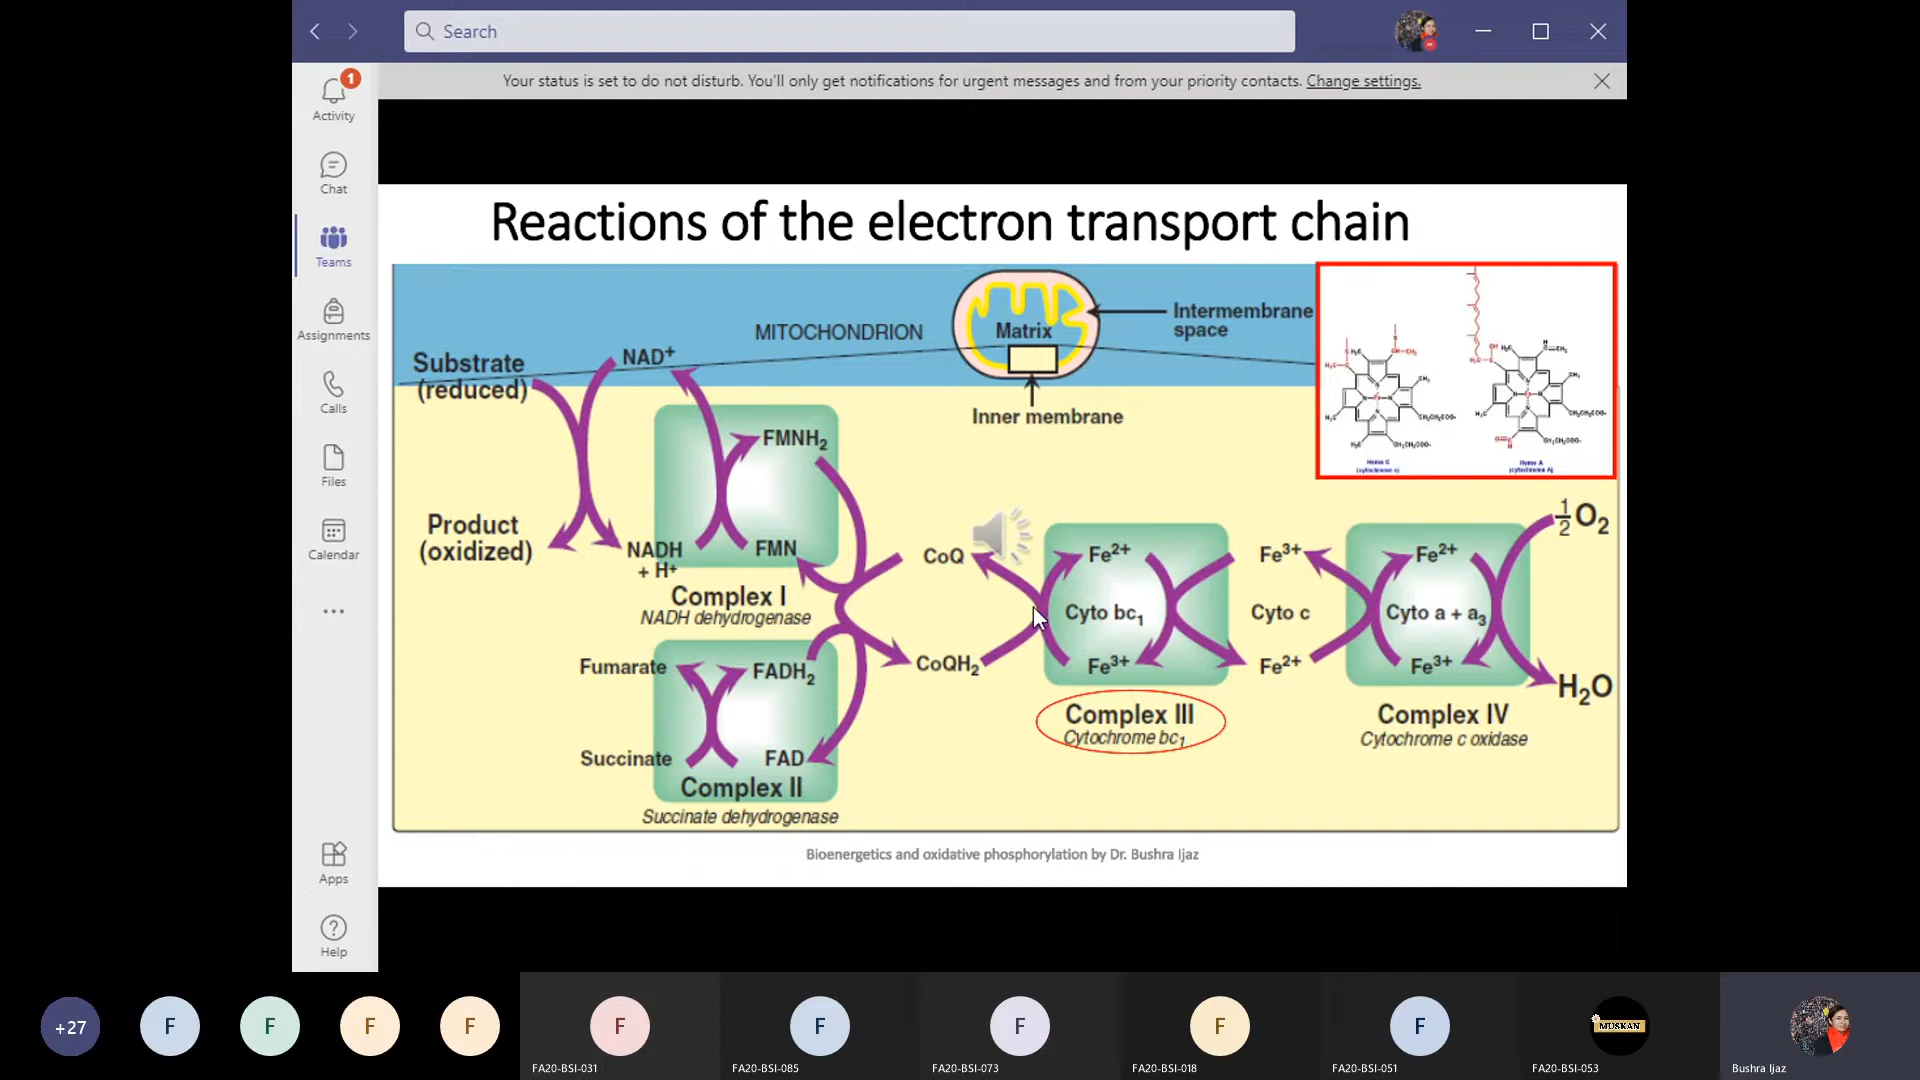 Search
Your status is set to do not disturb. You'll only get notifications for urgent messages and from your priority contacts. Change settings.
1
Activity
Chat
Teams
Assignments
Calls
Files
Calendar
...
Apps
Help
Reactions of the electron transport chain
MITOCHONDRION
Matrix
Intermembrane
space
Inner membrane
Substrate
(reduced)
NAD⁺
Product
(oxidized)
NADH
+ H⁺
FMNH₂
FMN
Complex I
NADH dehydrogenase
Fumarate
FADH₂
Succinate
FAD
Complex II
Succinate dehydrogenase
CoQ
CoQH₂
Fe²⁺
Cyto bc₁
Fe³⁺
Complex III
Cytochrome bc₁
Fe³⁺
Cyto c
Fe²⁺
Fe²⁺
Cyto a + a₃
Fe³⁺
Complex IV
Cytochrome c oxidase
½O₂
H₂O
Heme C
(cytochrome c)
Heme A
(cytochrome A)
Bioenergetics and oxidative phosphorylation by Dr. Bushra Ijaz
+27
F
F
F
F
F
FA20-BSI-031
F
FA20-BSI-085
F
FA20-BSI-073
F
FA20-BSI-018
F
FA20-BSI-051
MUSKAN
FA20-BSI-053
Bushra Ijaz